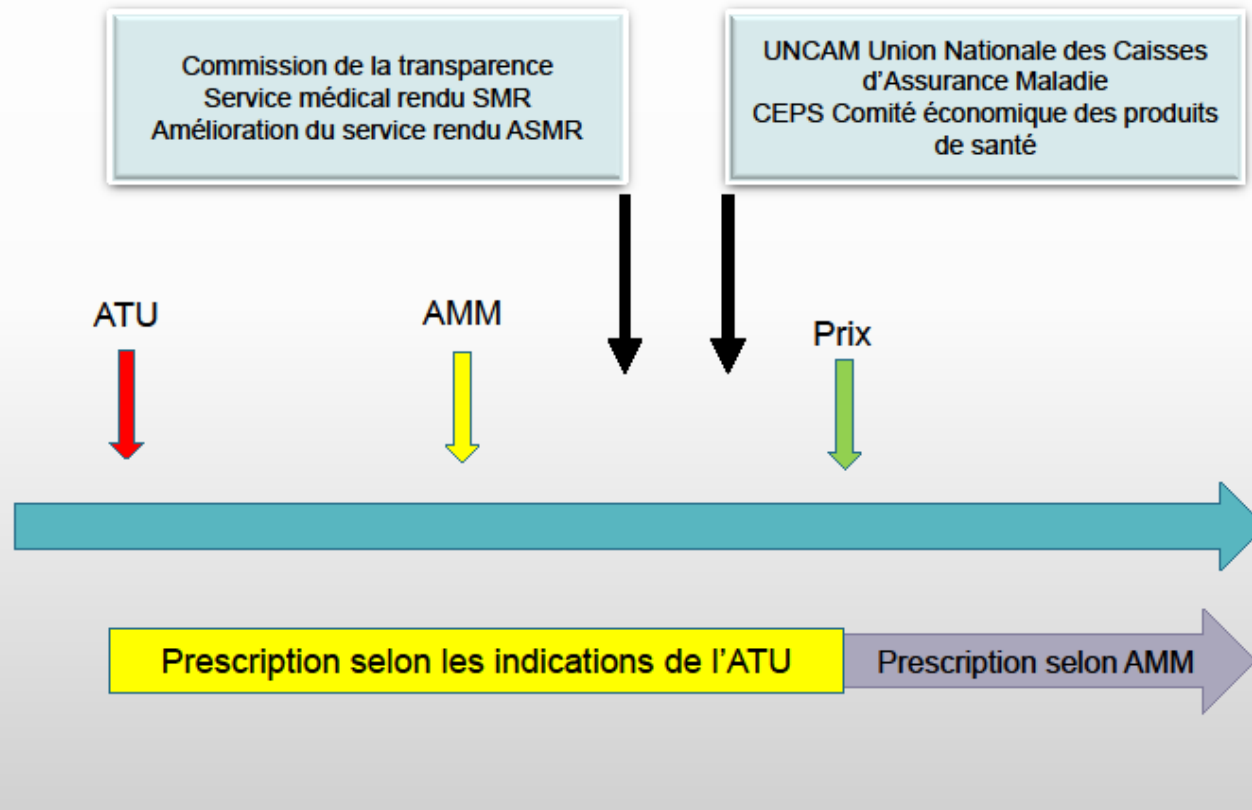 Commission de la transparence
Service médical rendu SMR
Amélioration du service rendu ASMR
UNCAM Union Nationale des Caisses
d’Assurance Maladie
CEPS Comité économique des produits
de santé
ATU
AMM
Prix
Prescription selon les indications de l’ATU
Prescription selon AMM